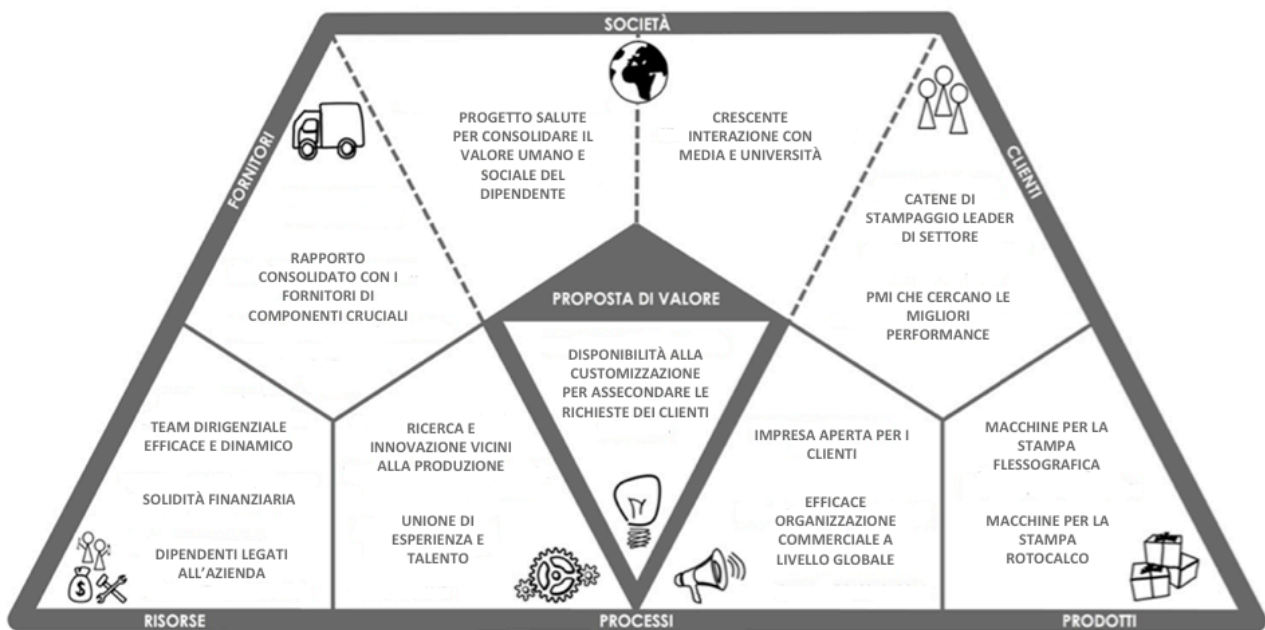 SOCIETÀ
FORNITORI
CLIENTI
PROGETTO SALUTE
PER CONSOLIDARE IL
VALORE UMANO E
SOCIALE DEL
DIPENDENTE
CRESCENTE
INTERAZIONE CON
MEDIA E UNIVERSITÀ
CATENE DI
STAMPAGGIO LEADER
DI SETTORE
PMI CHE CERCANO LE
MIGLIORI
PERFORMANCE
RAPPORTO
CONSOLIDATO CON I
FORNITORI DI
COMPONENTI CRUCIALI
PROPOSTA DI VALORE
DISPONIBILITÀ ALLA
CUSTOMIZZAZIONE
PER ASSECONDARE LE
RICHIESTE DEI CLIENTI
TEAM DIRIGENZIALE
EFFICACE E DINAMICO
SOLIDITÀ FINANZIARIA
DIPENDENTI LEGATI
ALL'AZIENDA
RICERCA E
INNOVAZIONE VICINI
ALLA PRODUZIONE
UNIONE DI
ESPERIENZA E
TALENTO
IMPRESA APERTA PER I
CLIENTI
EFFICACE
ORGANIZZAZIONE
COMMERCIALE A
LIVELLO GLOBALE
MACCHINE PER LA
STAMPA
FLESSOGRAFICA
MACCHINE PER LA
STAMPA
ROTOCALCO
$
RISORSE
PROCESSI
PRODOTTI